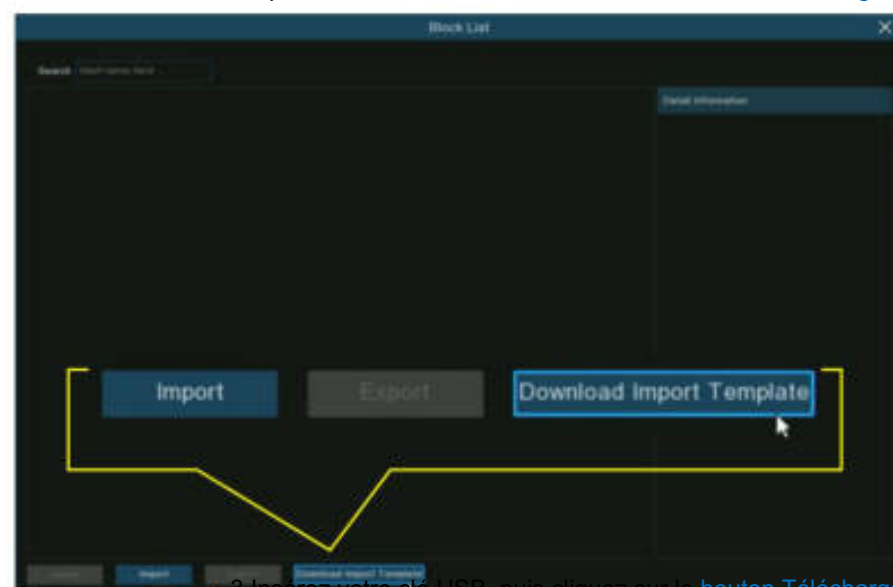 Block List
Search
Detail Information
Import
Export
Download Import Template
Import
Download Import Template
3 Insérez votre clé USB, puis cliquez sur le bouton Télécharg